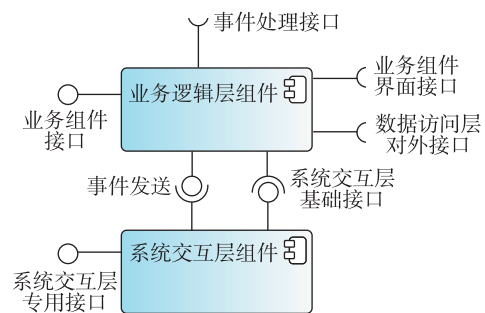 事件处理接口
业务组件
界面接口
业务逻辑层组件
业务组件
接口
数据访问层
对外接口
事件发送
系统交互层
基础接口
系统交互层组件
系统交互层
专用接口